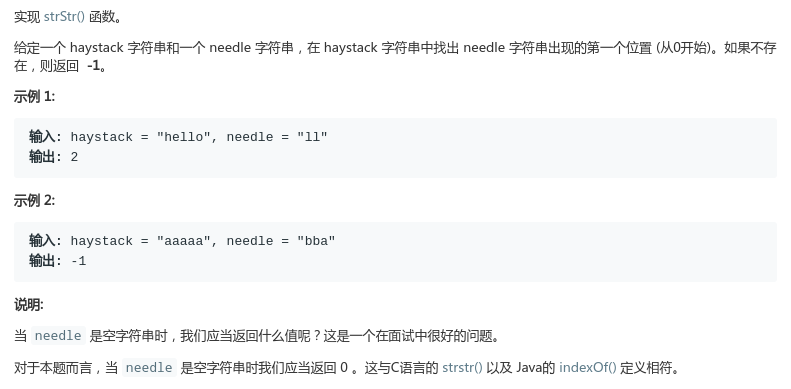 实现 strStr() 函数。
给定一个 haystack 字符串和一个 needle 字符串，在 haystack 字符串中找出 needle 字符串出现的第一个位置 (从0开始)。如果不存
在，则返回 -1。
示例 1:
输入: haystack = "hello", needle = "ll"
输出: 2
示例 2:
输入: haystack = "aaaaa", needle = "bba"
输出: -1
说明:
当 needle 是空字符串时，我们应当返回什么值呢？这是一个在面试中很好的问题。
对于本题而言，当 needle 是空字符串时我们应当返回 0 。这与C语言的 strstr() 以及 Java的 indexOf() 定义相符。